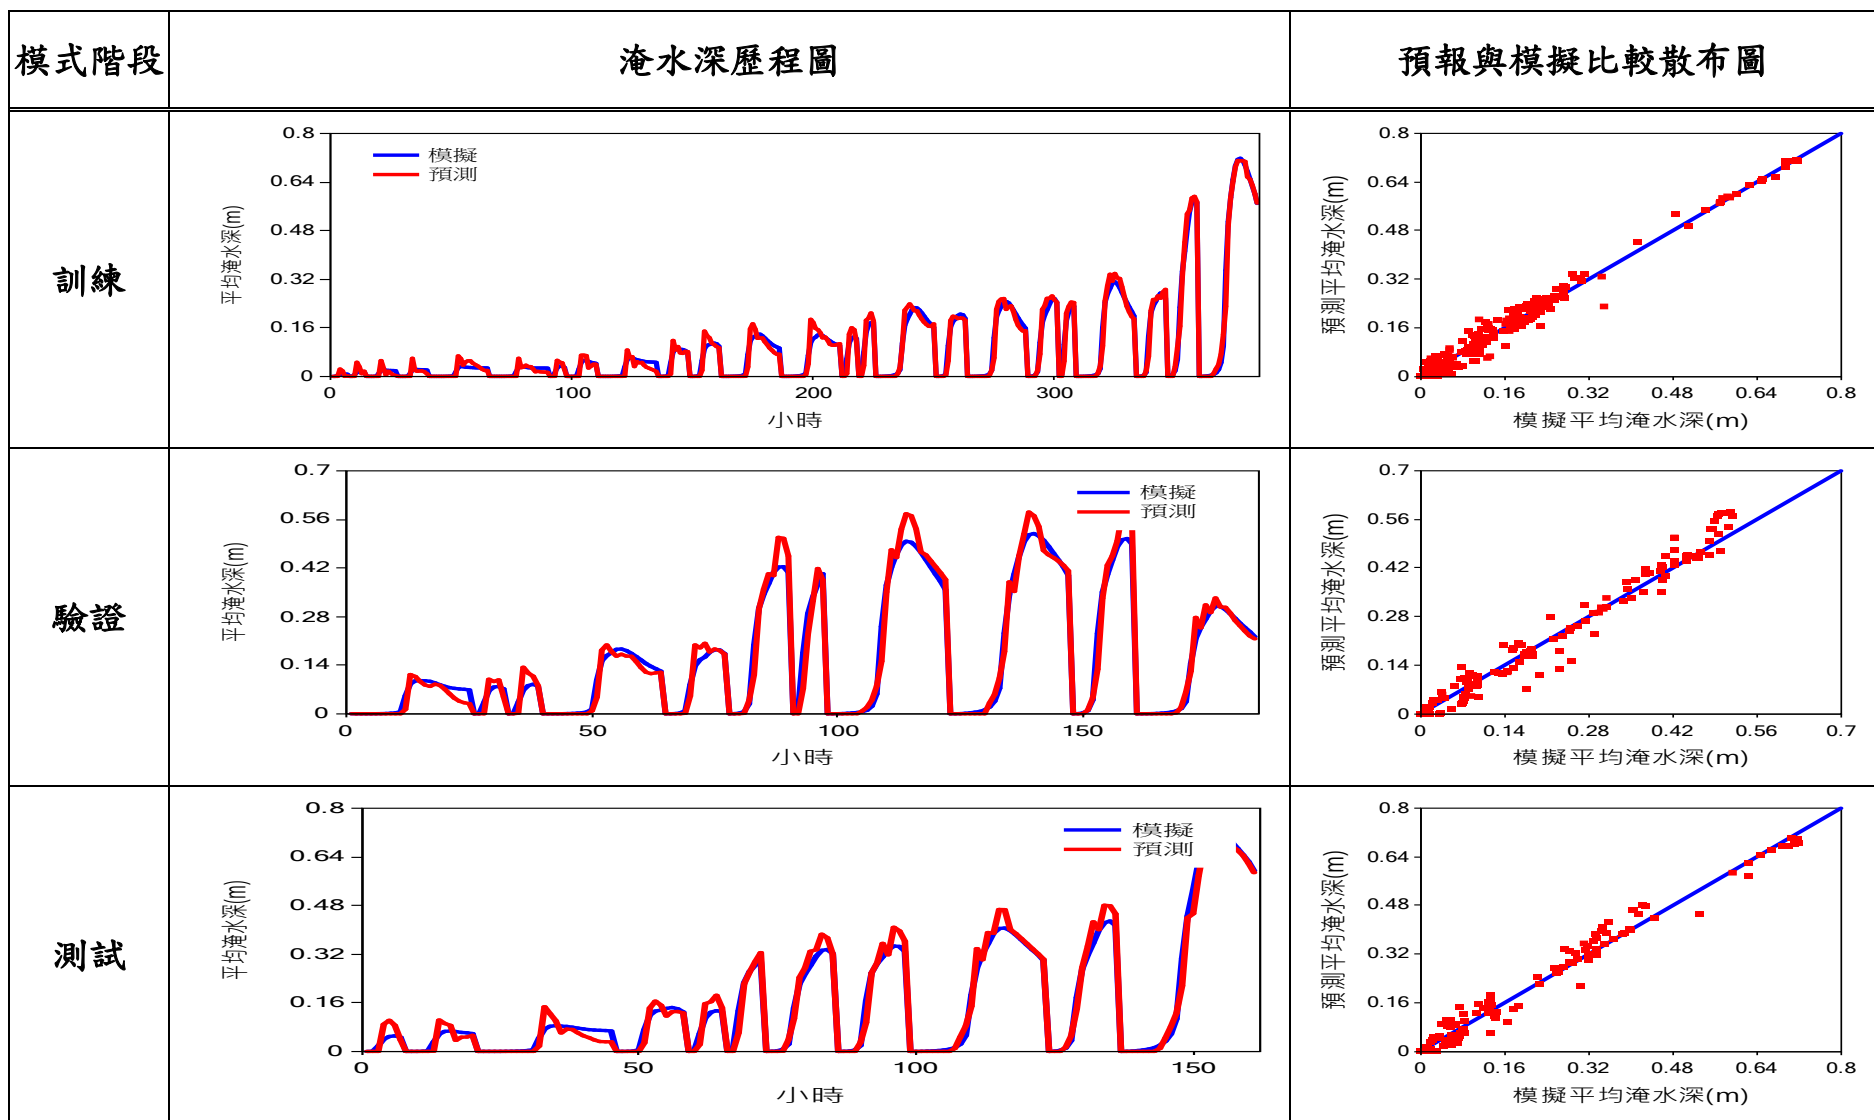 模式階段
淹水深歷程圖
預報與模擬比較散布圖
訓練
平均淹水深(m)
0.8
0.64
0.48
0.32
0.16
0
模擬
預測
0 100 200 300
小時
預測平均淹水深(m)
0.8
0.64
0.48
0.32
0.16
0
0 0.16 0.32 0.48 0.64 0.8
模擬平均淹水深(m)
驗證
平均淹水深(m)
0.7
0.56
0.42
0.28
0.14
0
模擬
預測
0 50 100 150
小時
預測平均淹水深(m)
0.7
0.56
0.42
0.28
0.14
0
0 0.14 0.28 0.42 0.56 0.7
模擬平均淹水深(m)
測試
平均淹水深(m)
0.8
0.64
0.48
0.32
0.16
0
模擬
預測
0 50 100 150
小時
預測平均淹水深(m)
0.8
0.64
0.48
0.32
0.16
0
0 0.16 0.32 0.48 0.64 0.8
模擬平均淹水深(m)